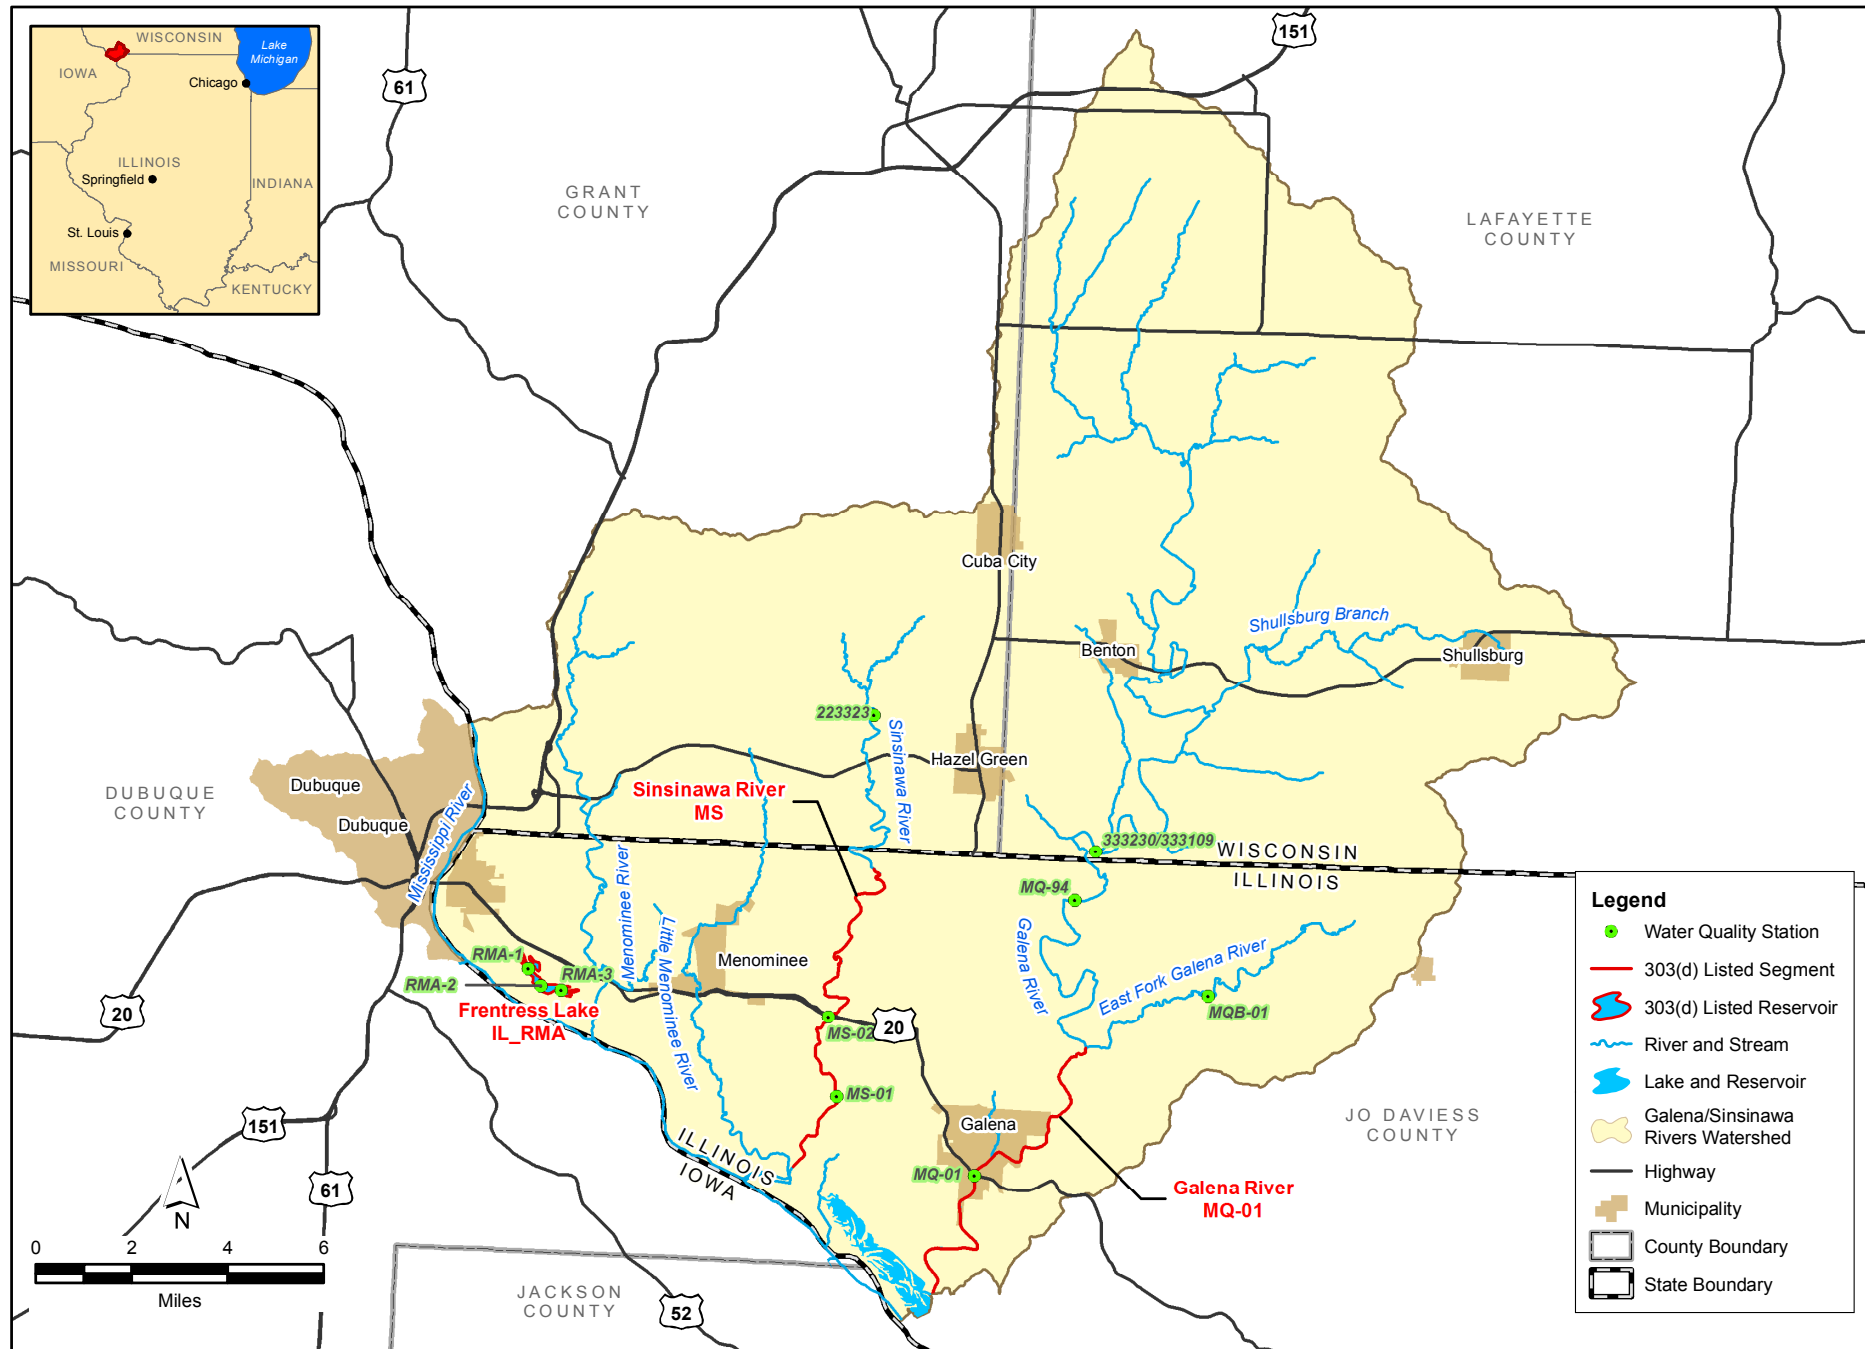 WISCONSIN
Lake
Michigan
IOWA
Chicago
ILLINOIS
Springfield
INDIANA
St. Louis
MISSOURI
KENTUCKY
151
61
GRANT
COUNTY
LAFAYETTE
COUNTY
Cuba City
Shullsburg Branch
Benton
Shullsburg
223323
Sinsinawa River
Hazel Green
Dubuque
DUBUQUE
COUNTY
Sinsinawa River
MS
Dubuque
Mississippi River
333230/333109
WISCONSIN
ILLINOIS
MQ-94
Menominee River
Little Menominee River
Galena River
East Fork Galena River
RMA-1
RMA-3
RMA-2
Menominee
Frentress Lake
IL_RMA
MQB-01
20
20
MS-02
MS-01
151
61
Galena
JO DAVIESS
COUNTY
ILLINOIS
IOWA
MQ-01
Galena River
MQ-01
N
0 2 4 6
Miles
JACKSON
COUNTY
52
Legend
Water Quality Station
303(d) Listed Segment
303(d) Listed Reservoir
River and Stream
Lake and Reservoir
Galena/Sinsinawa
Rivers Watershed
Highway
Municipality
County Boundary
State Boundary